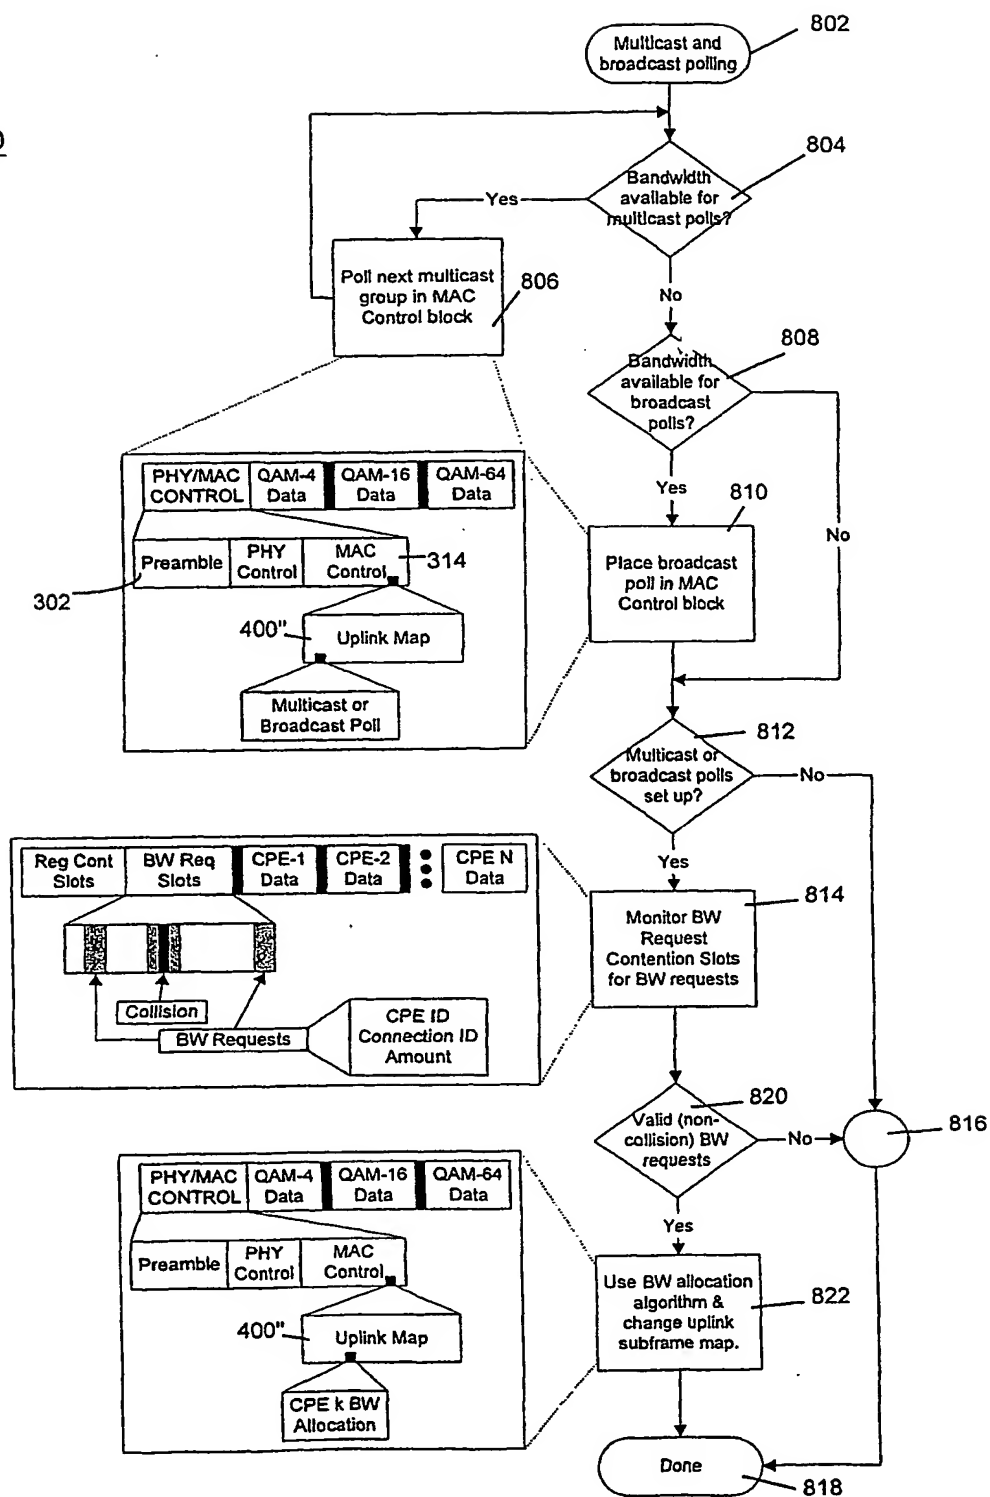 802
Multicast and
broadcast polling
804
Bandwidth
available for
multicast polls?
Yes
Poll next multicast
group in MAC
Control block
806
No
808
Bandwidth
available for
broadcast
polls?
Yes
No
810
Place broadcast
poll in MAC
Control block
PHY/MAC
CONTROL
QAM-4
Data
QAM-16
Data
QAM-64
Data
Preamble
PHY
Control
MAC
Control
314
302
400"
Uplink Map
Multicast or
Broadcast Poll
812
Multicast or
broadcast polls
set up?
No
Yes
814
Monitor BW
Request
Contention Slots
for BW requests
Reg Cont
Slots
BW Req
Slots
CPE-1
Data
CPE-2
Data
CPE N
Data
Collision
BW Requests
CPE ID
Connection ID
Amount
820
Valid (non-
collision) BW
requests
No
816
Yes
Use BW allocation
algorithm &
change uplink
subframe map.
822
PHY/MAC
CONTROL
QAM-4
Data
QAM-16
Data
QAM-64
Data
Preamble
PHY
Control
MAC
Control
400"
Uplink Map
CPE k BW
Allocation
Done
818